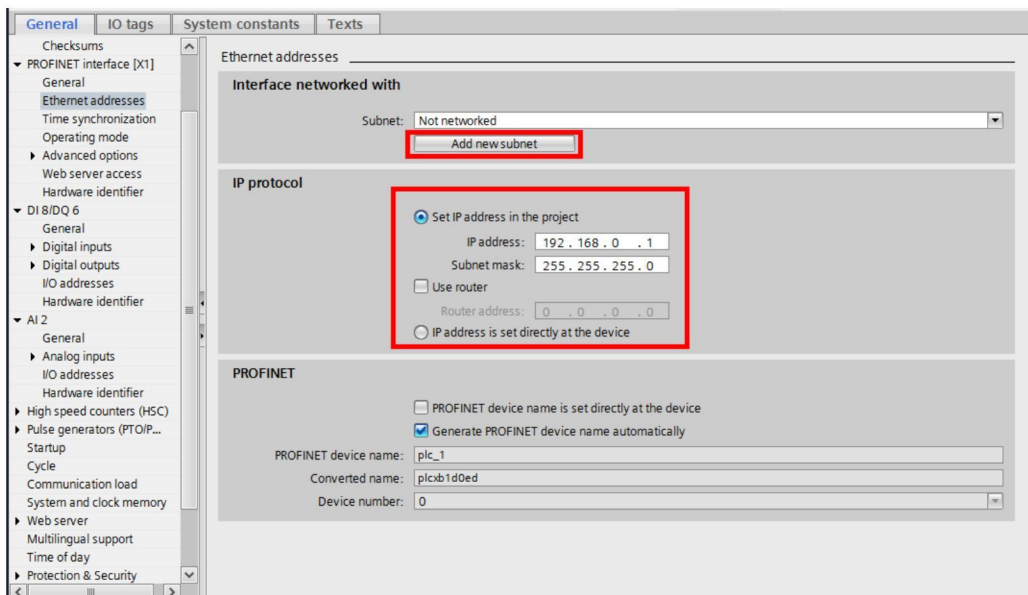 General IO tags System constants Texts
Checksums
PROFINET interface [X1]
General
Ethernet addresses
Time synchronization
Operating mode
Advanced options
Web server access
Hardware identifier
DI 8/DQ 6
General
Digital inputs
Digital outputs
I/O addresses
Hardware identifier
AI 2
General
Analog inputs
I/O addresses
Hardware identifier
High speed counters (HSC)
Pulse generators (PTO/P...
Startup
Cycle
Communication load
System and clock memory
Web server
Multilingual support
Time of day
Protection & Security
Ethernet addresses
Interface networked with
Subnet: Not networked
Add new subnet
IP protocol
Set IP address in the project
IP address: 192 . 168 . 0 . 1
Subnet mask: 255 . 255 . 255 . 0
Use router
Router address: 0 . 0 . 0 . 0
IP address is set directly at the device
PROFINET
PROFINET device name is set directly at the device
Generate PROFINET device name automatically
PROFINET device name: plc_1
Converted name: plcxb1d0ed
Device number: 0